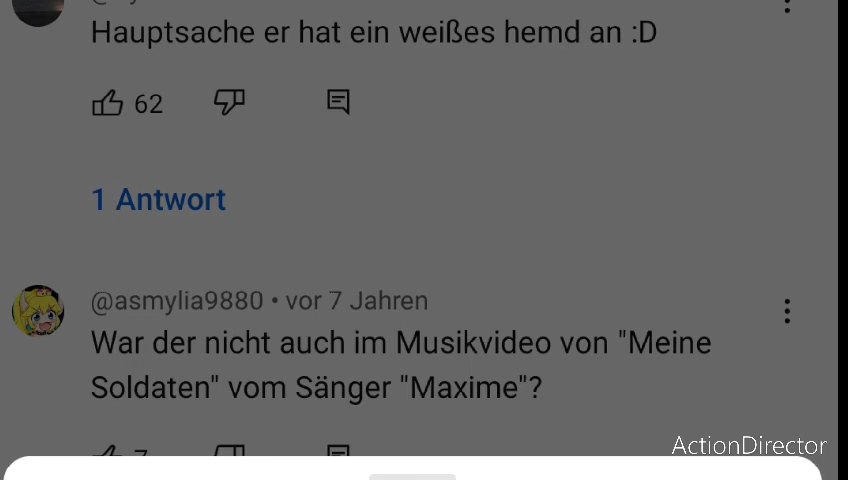 Hauptsache er hat ein weißes hemd an :D
62
1 Antwort
@asmylia9880 • vor 7 Jahren
War der nicht auch im Musikvideo von "Meine
Soldaten" vom Sänger "Maxime"?
7
ActionDirector